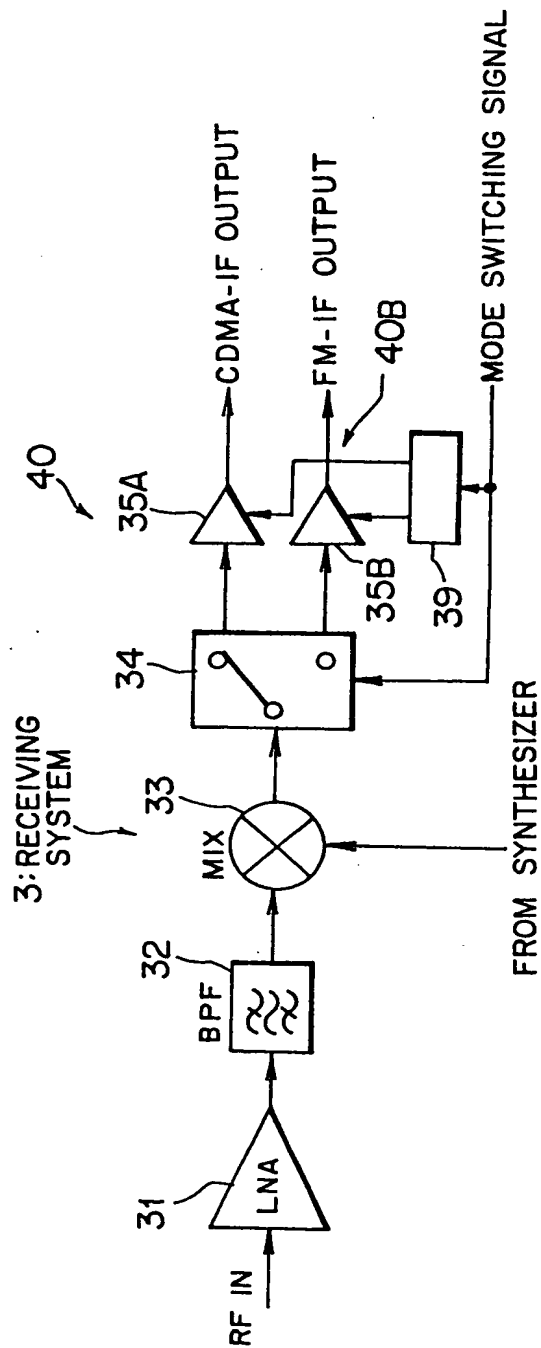 3:RECEIVING
SYSTEM
40
35A
CDMA-IF OUTPUT
34
33
MIX
32
BPF
31
LNA
RF IN
35B
FM-IF OUTPUT
40B
39
FROM SYNTHESIZER
MODE SWITCHING SIGNAL